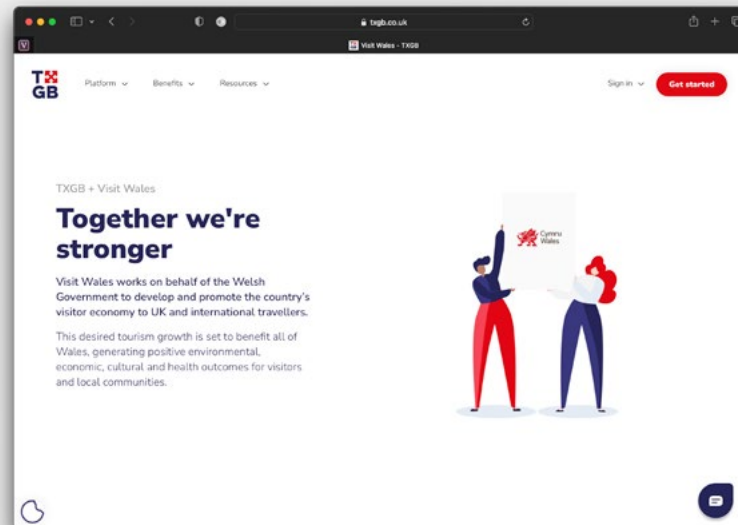 txgb.co.uk
Visit Wales - TXGB
TX
GB
Platform
Benefits
Resources
Sign in
Get started
TXGB + Visit Wales
Together we're
stronger
Cymru
Wales
Visit Wales works on behalf of the Welsh
Government to develop and promote the country's
visitor economy to UK and international travellers.
This desired tourism growth is set to benefit all of
Wales, generating positive environmental,
economic, cultural and health outcomes for visitors
and local communities.